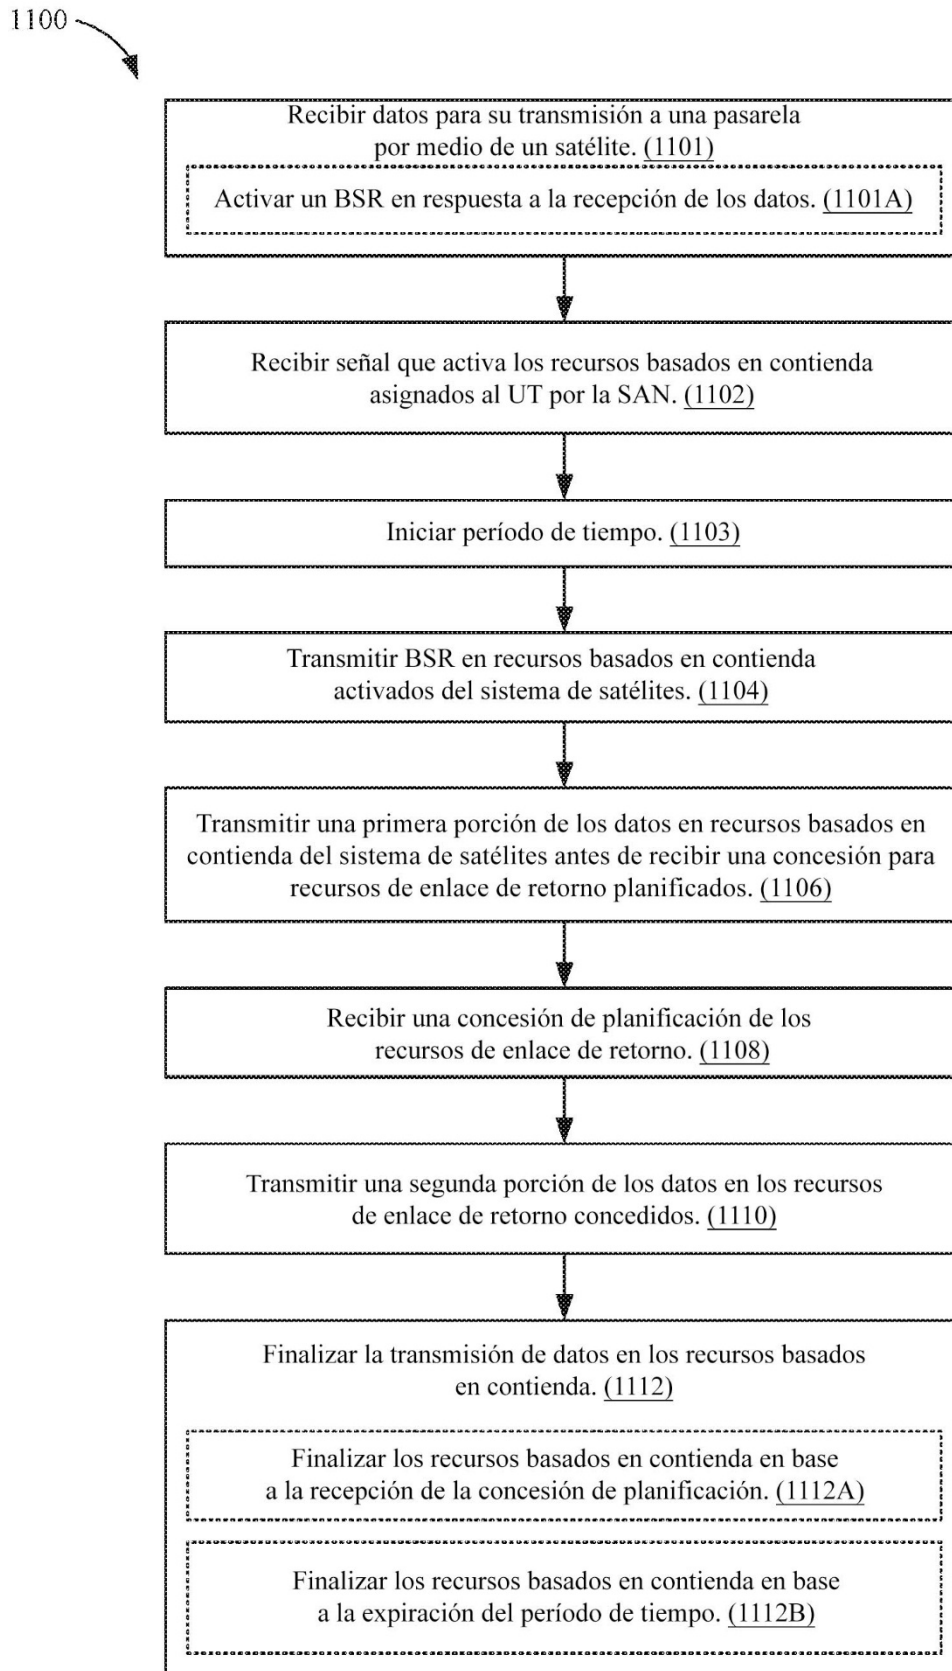 1100
Recibir datos para su transmisión a una pasarela
por medio de un satélite. (1101)
Activar un BSR en respuesta a la recepción de los datos. (1101A)
Recibir señal que activa los recursos basados en contienda
asignados al UT por la SAN. (1102)
Iniciar período de tiempo. (1103)
Transmitir BSR en recursos basados en contienda
activados del sistema de satélites. (1104)
Transmitir una primera porción de los datos en recursos basados en
contienda del sistema de satélites antes de recibir una concesión para
recursos de enlace de retorno planificados. (1106)
Recibir una concesión de planificación de los
recursos de enlace de retorno. (1108)
Transmitir una segunda porción de los datos en los recursos
de enlace de retorno concedidos. (1110)
Finalizar la transmisión de datos en los recursos basados
en contienda. (1112)
Finalizar los recursos basados en contienda en base
a la recepción de la concesión de planificación. (1112A)
Finalizar los recursos basados en contienda en base
a la expiración del período de tiempo. (1112B)